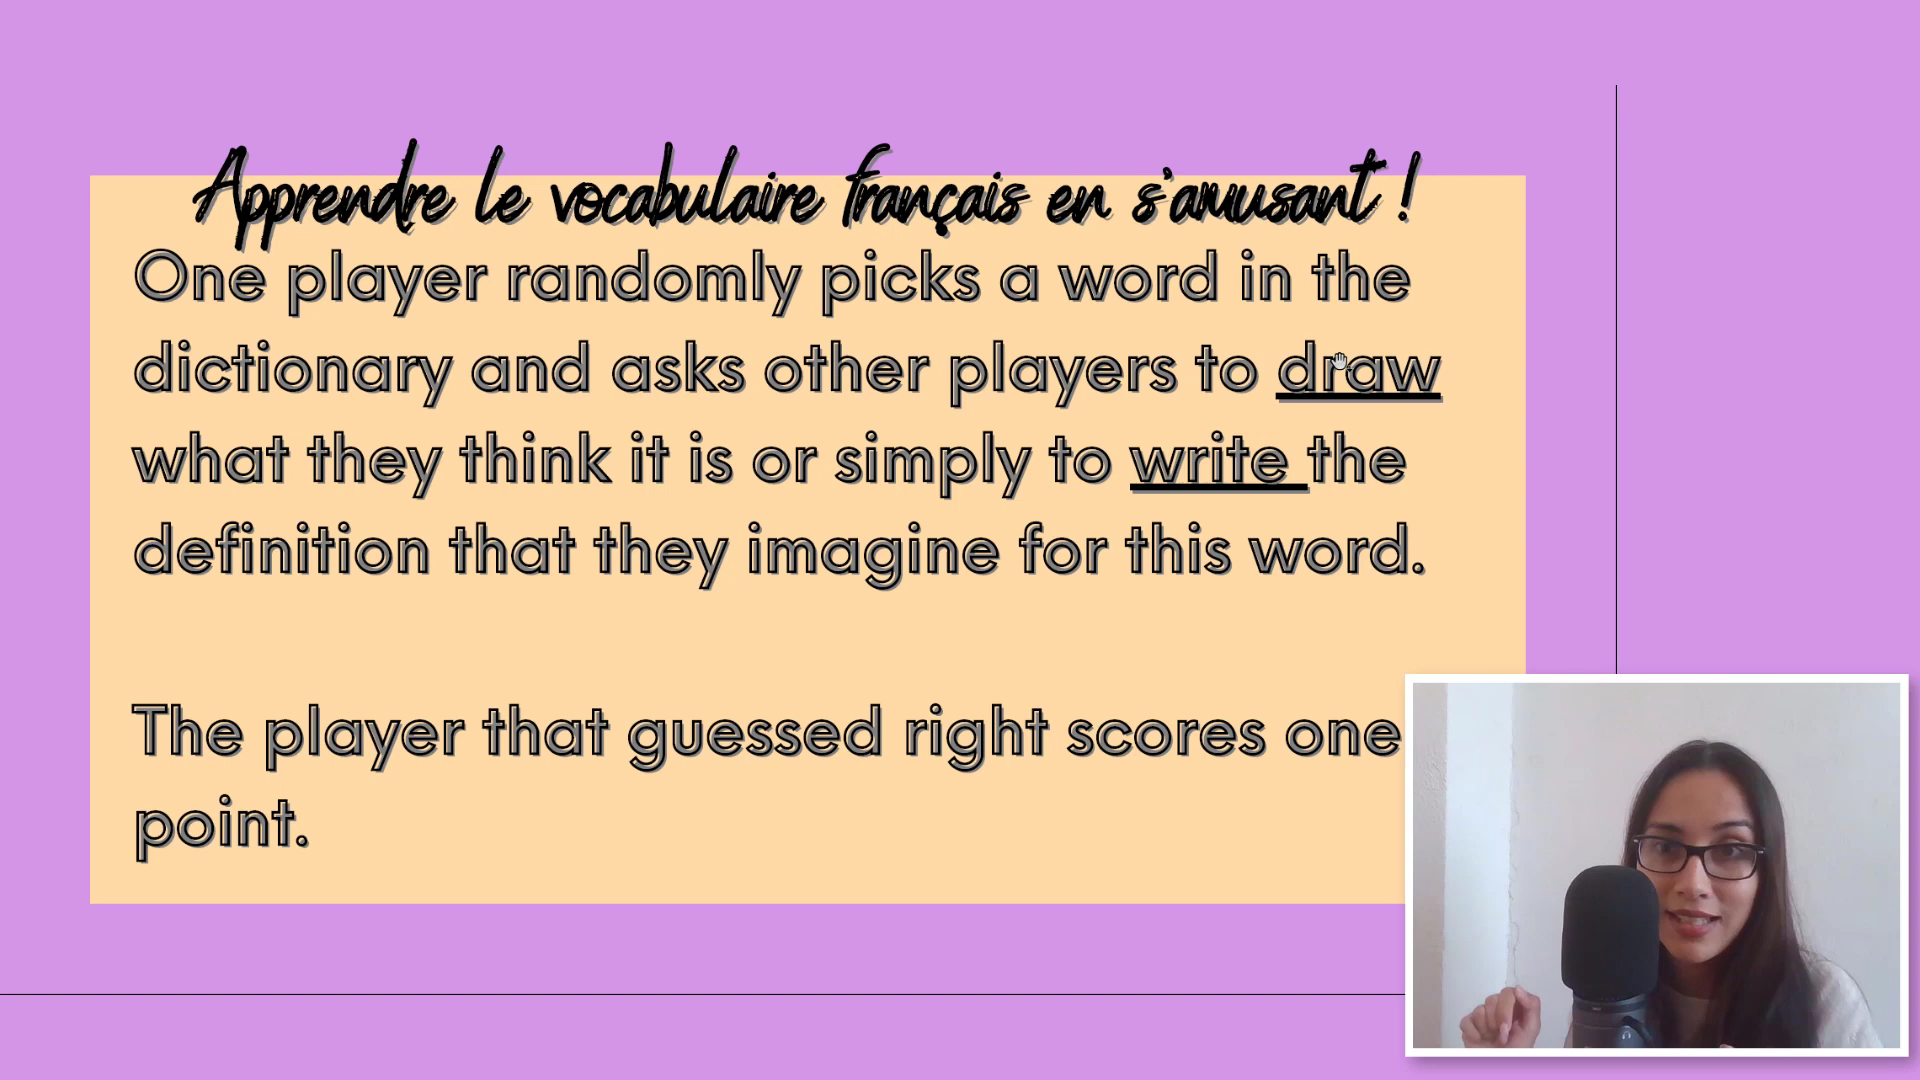 Apprendre le vocabulaire français en s'amusant !
One player randomly picks a word in the
dictionary and asks other players to draw
what they think it is or simply to write the
definition that they imagine for this word.
The player that guessed right scores one
point.